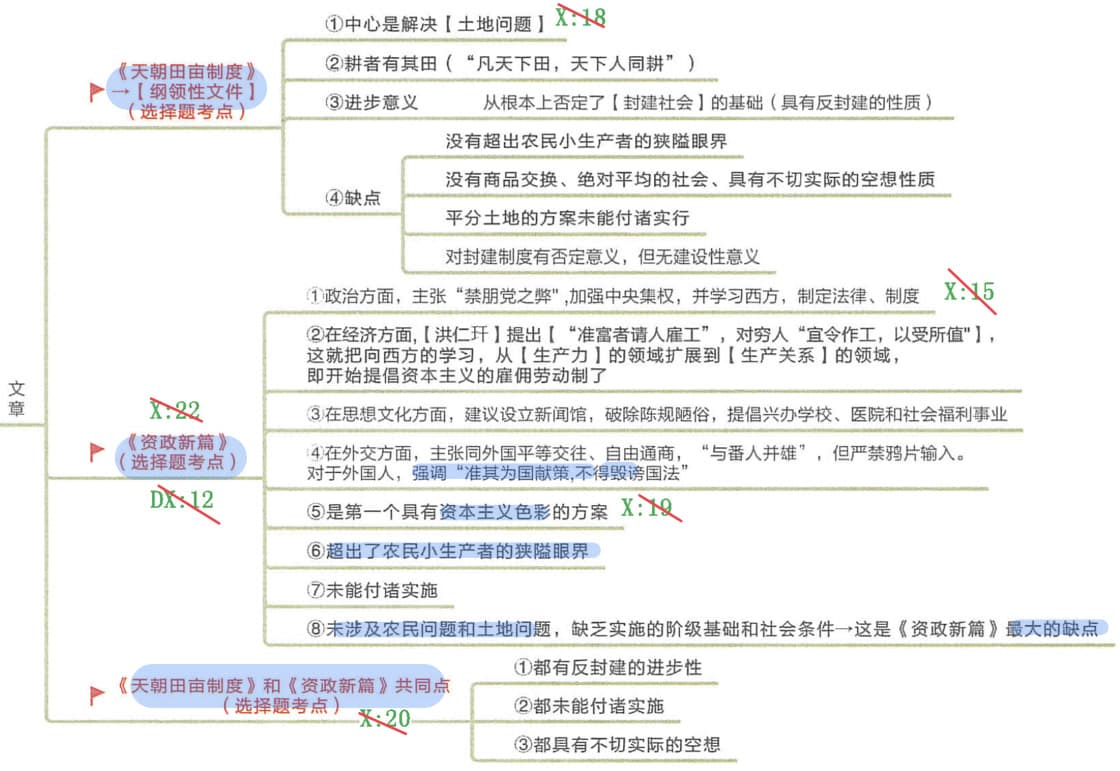 文章
《天朝田亩制度》
→【纲领性文件】
（选择题考点）
①中心是解决【土地问题】
X:18
②耕者有其田（“凡天下田，天下人同耕”）
③进步意义 从根本上否定了【封建社会】的基础（具有反封建的性质）
④缺点
没有超出农民小生产者的狭隘眼界
没有商品交换、绝对平均的社会、具有不切实际的空想性质
平分土地的方案未能付诸实行
对封建制度有否定意义，但无建设性意义
X:22
《资政新篇》
（选择题考点）
DX:12
①政治方面，主张“禁朋党之弊",加强中央集权，并学习西方，制定法律、制度
X:15
②在经济方面,【洪仁玕】提出【“准富者请人雇工”，对穷人“宜令作工，以受所值"】，
这就把向西方的学习，从【生产力】的领域扩展到【生产关系】的领域，
即开始提倡资本主义的雇佣劳动制了
③在思想文化方面，建议设立新闻馆，破除陈规陋俗，提倡兴办学校、医院和社会福利事业
④在外交方面，主张同外国平等交往、自由通商，“与番人并雄”，但严禁鸦片输入。
对于外国人，强调“准其为国献策,不得毁谤国法”
⑤是第一个具有资本主义色彩的方案
X:19
⑥超出了农民小生产者的狭隘眼界
⑦未能付诸实施
⑧未涉及农民问题和土地问题，缺乏实施的阶级基础和社会条件→这是《资政新篇》最大的缺点
《天朝田亩制度》和《资政新篇》共同点
（选择题考点）
X:20
①都有反封建的进步性
②都未能付诸实施
③都具有不切实际的空想